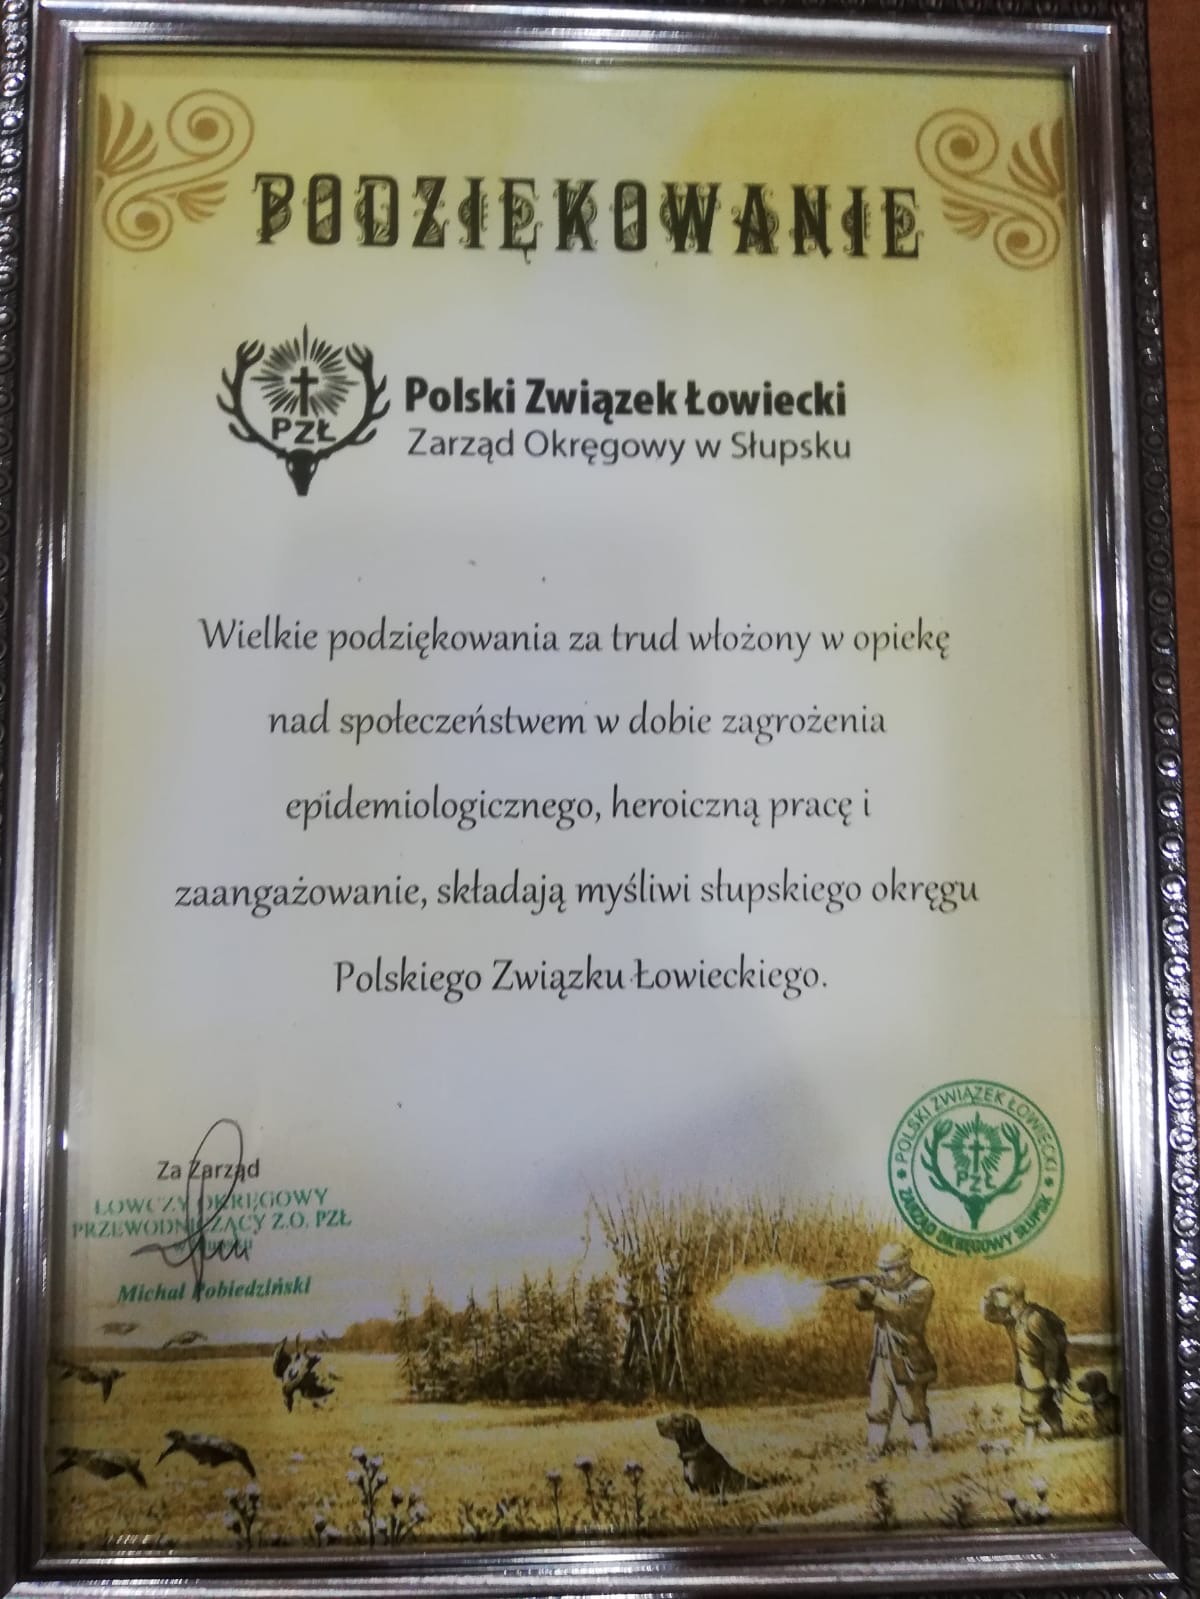 PODZIĘKOWANIE
PZŁ
Polski Związek Łowiecki
Zarząd Okręgowy w Słupsku
Wielkie podziękowania za trud włożony w opiekę
nad społeczeństwem w dobie zagrożenia
epidemiologicznego, heroiczną pracę i
zaangażowanie, składają myśliwi słupskiego okręgu
Polskiego Związku Łowieckiego.
Za Zarząd
ŁOWCZY OKRĘGOWY
PRZEWODNICZĄCY Z.O. PZŁ
Michał Pobiedziński
POLSKI ZWIĄZEK ŁOWIECKI
PZŁ
ZARZĄD OKRĘGOWY SŁUPSK